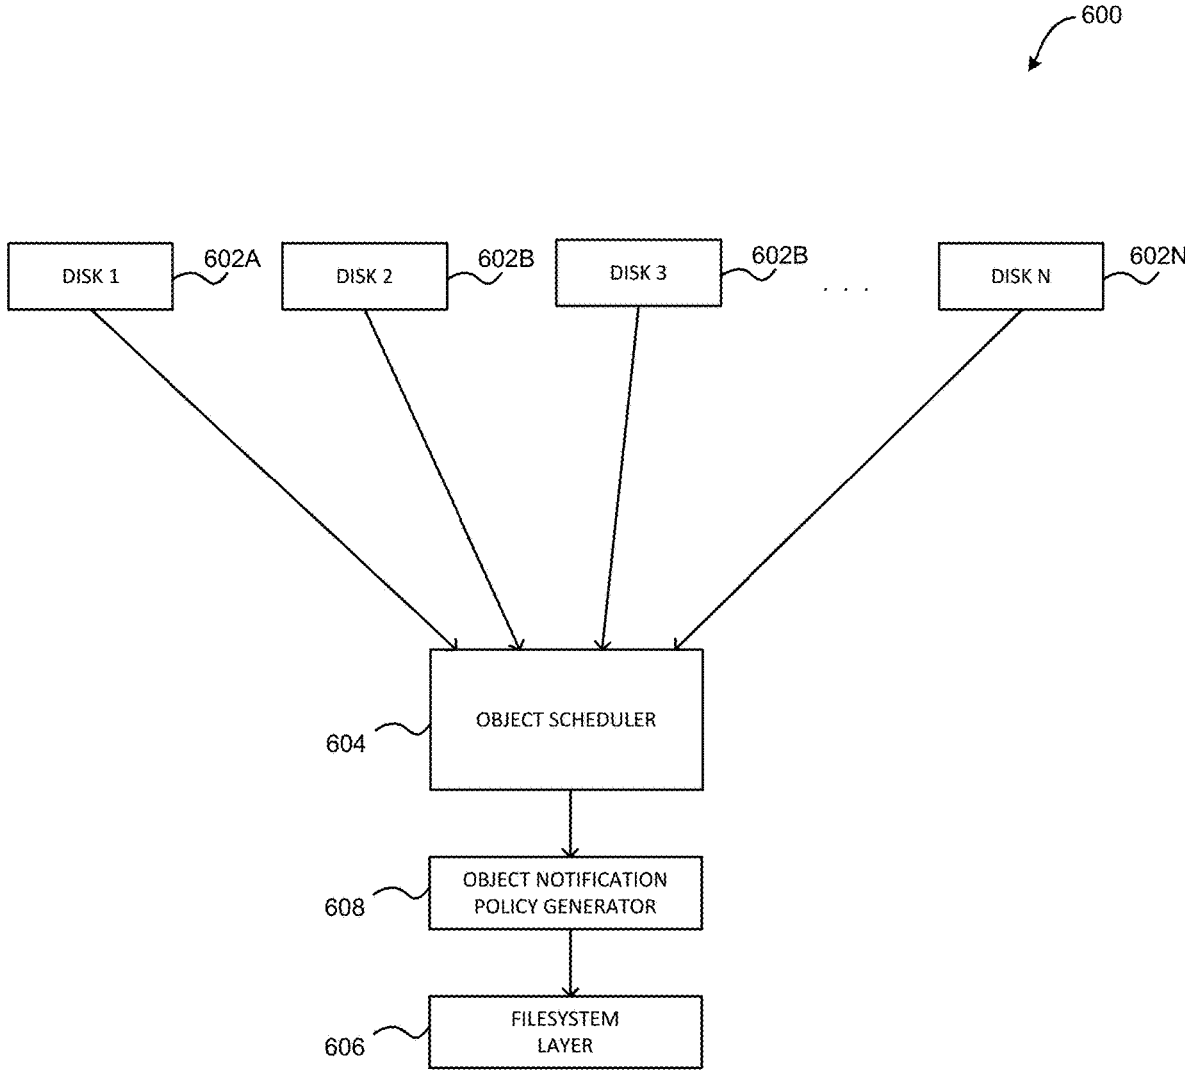 600
DISK 1
602A
DISK 2
602B
DISK 3
602B
. . .
DISK N
602N
OBJECT SCHEDULER
604
OBJECT NOTIFICATION
POLICY GENERATOR
608
FILESYSTEM
LAYER
606